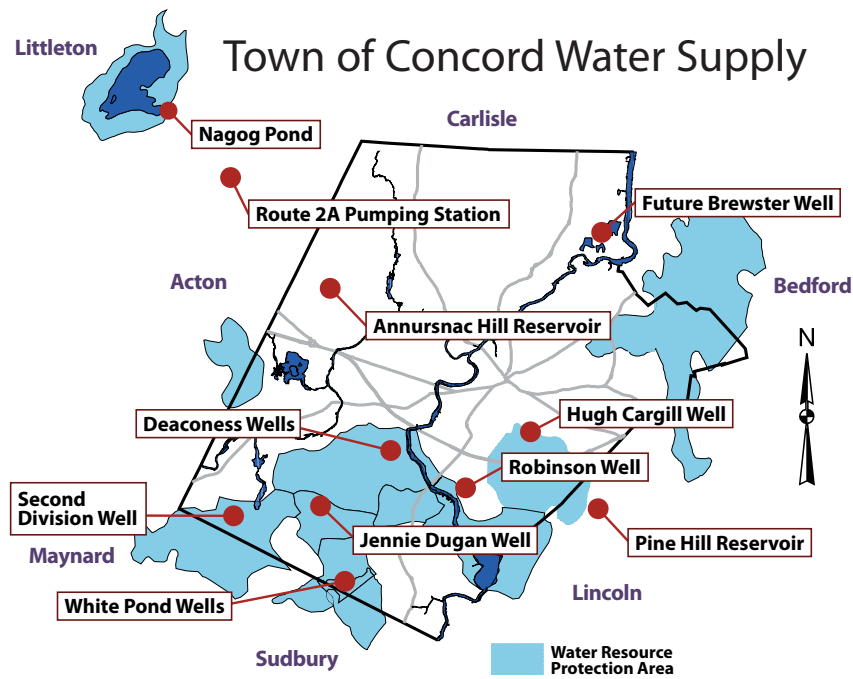 Littleton
Town of Concord Water Supply
Carlisle
Nagog Pond
Route 2A Pumping Station
Future Brewster Well
Acton
Bedford
Annursnac Hill Reservoir
N
Deaconess Wells
Hugh Cargill Well
Robinson Well
Second
Division Well
Jennie Dugan Well
Pine Hill Reservoir
Maynard
White Pond Wells
Lincoln
Sudbury
Water Resource
Protection Area